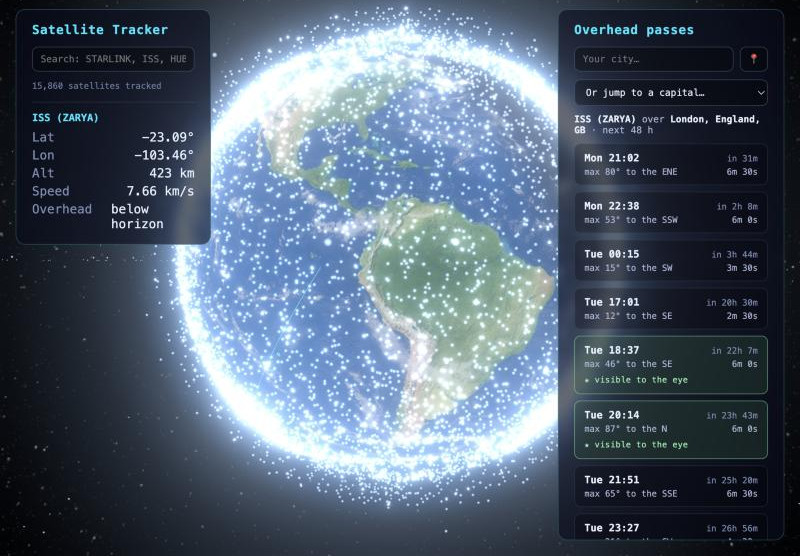 Satellite Tracker
Search: STARLINK, ISS, HUB
15,860 satellites tracked
ISS (ZARYA)
Lat −23.09°
Lon −103.46°
Alt 423 km
Speed 7.66 km/s
Overhead below
horizon
Overhead passes
Your city…
Or jump to a capital…
ISS (ZARYA) over London, England,
GB · next 48 h
Mon 21:02 in 31m
max 80° to the ENE 6m 30s
Mon 22:38 in 2h 8m
max 53° to the SSW 6m 0s
Tue 00:15 in 3h 44m
max 15° to the SW 3m 30s
Tue 17:01 in 20h 30m
max 12° to the SE 2m 30s
Tue 18:37 in 22h 7m
max 46° to the SE 6m 0s
★ visible to the eye
Tue 20:14 in 23h 43m
max 87° to the N 6m 0s
★ visible to the eye
Tue 21:51 in 25h 20m
max 65° to the SSE 6m 30s
Tue 23:27 in 26h 56m